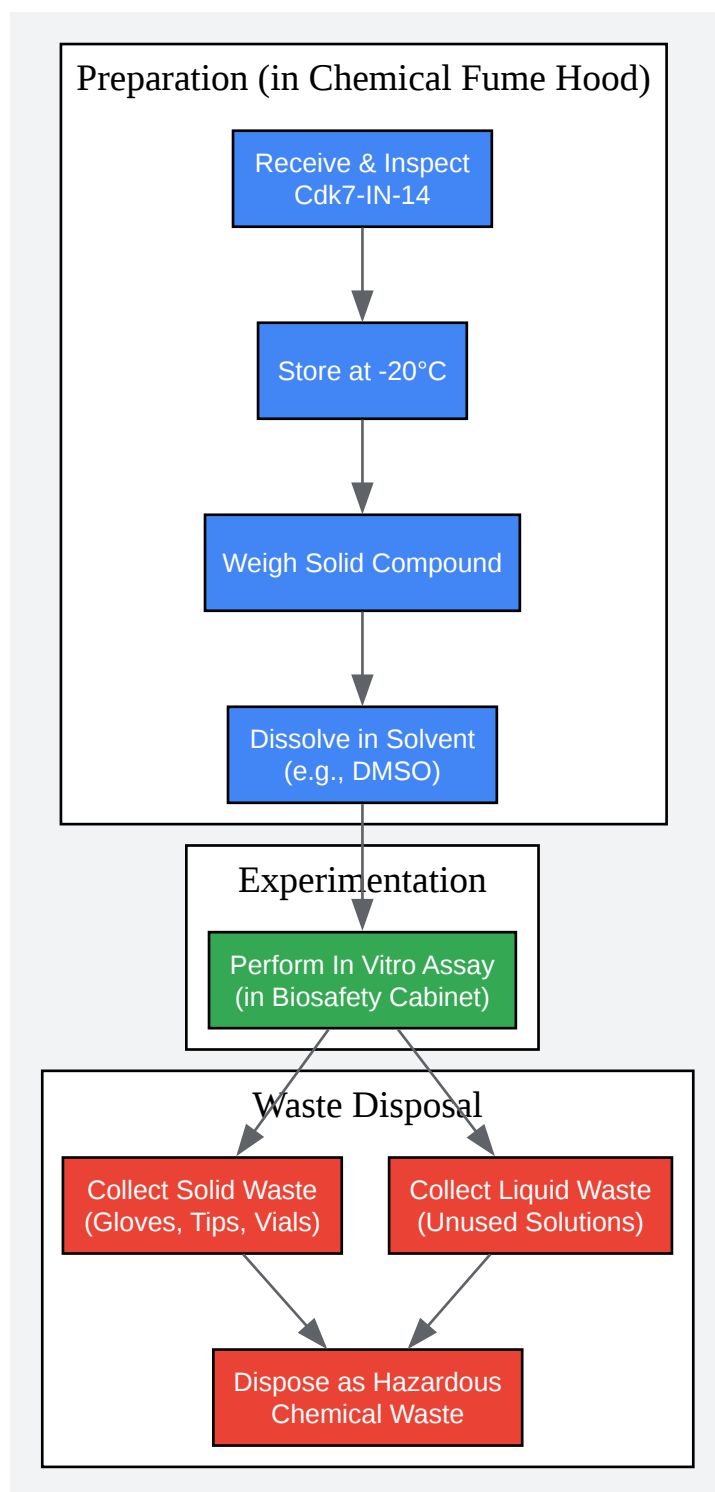 Preparation (in Chemical Fume Hood)
Receive & Inspect
Cdk7-IN-14
Store at -20°C
Weigh Solid Compound
Dissolve in Solvent
(e.g., DMSO)
Experimentation
Perform In Vitro Assay
(in Biosafety Cabinet)
Waste Disposal
Collect Solid Waste
(Gloves, Tips, Vials)
Collect Liquid Waste
(Unused Solutions)
Dispose as Hazardous
Chemical Waste